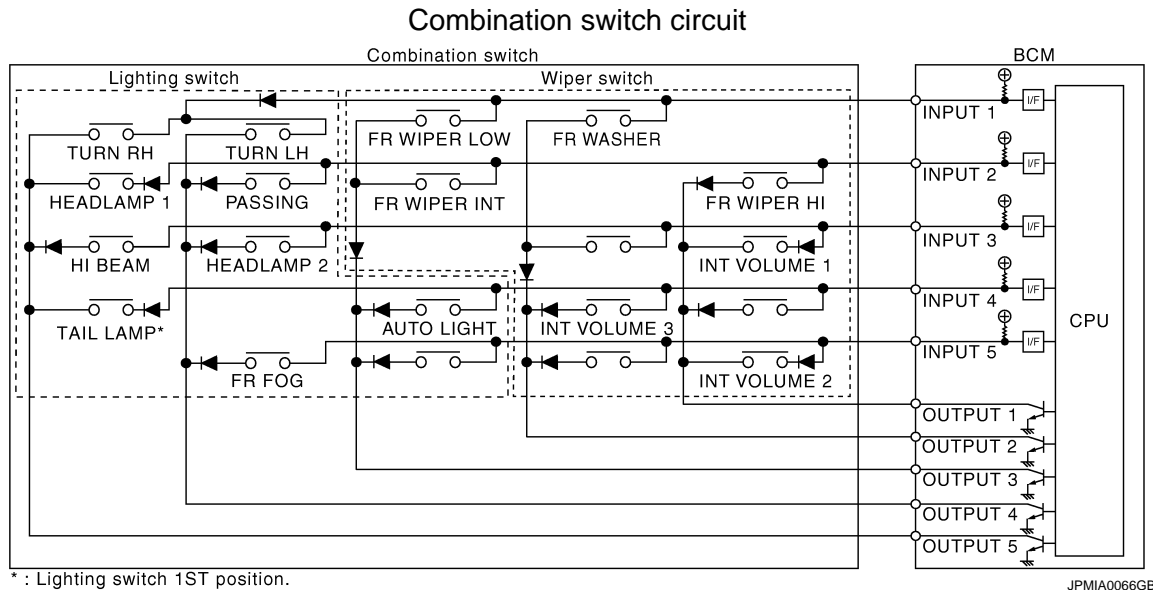 Combination switch circuit
Combination switch
BCM
Lighting switch
Wiper switch
INPUT 1
I/F
TURN RH
TURN LH
FR WIPER LOW
FR WASHER
INPUT 2
I/F
HEADLAMP 1
PASSING
FR WIPER INT
FR WIPER HI
INPUT 3
I/F
HI BEAM
HEADLAMP 2
INT VOLUME 1
INPUT 4
I/F
TAIL LAMP*
AUTO LIGHT
INT VOLUME 3
CPU
INPUT 5
I/F
FR FOG
INT VOLUME 2
OUTPUT 1
OUTPUT 2
OUTPUT 3
OUTPUT 4
OUTPUT 5
* : Lighting switch 1ST position.
JPMIA0066GB